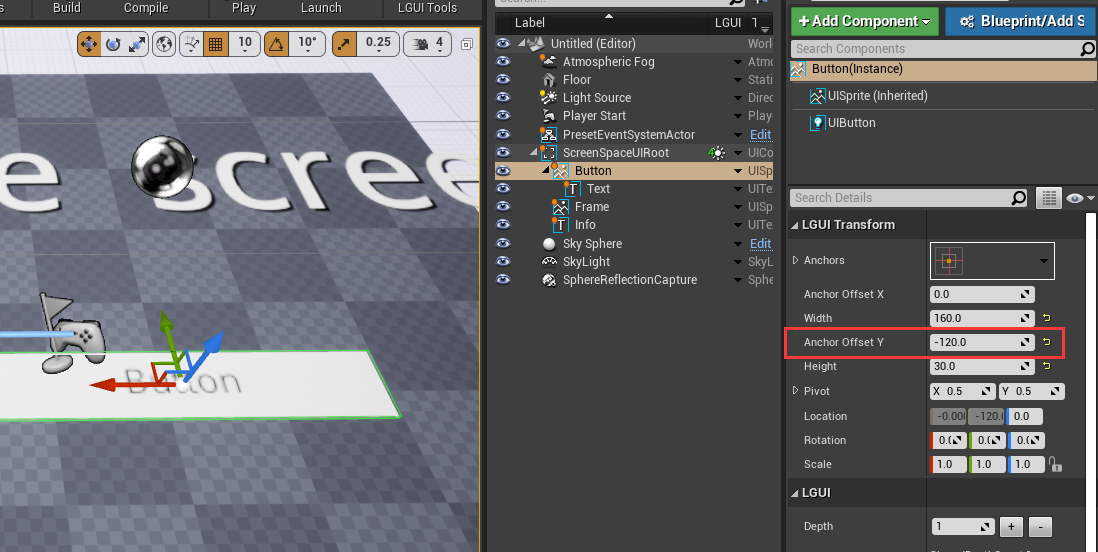 Build Compile Play Launch LGUI Tools
10 10° 0.25 4
Button
Label LGUI
Untitled (Editor) Worl
Atmospheric Fog Atmo
Floor Stati
Light Source Direc
Player Start Playe
PresetEventSystemActor Edit
ScreenSpaceUIRoot UICo
Button UISp
Text UITe
Frame UISp
Info UITe
Sky Sphere Edit
SkyLight SkyL
SphereReflectionCapture Sphe
+Add Component Blueprint/Add S
Search Components
Button(Instance)
UISprite (Inherited)
UIButton
Search Details
LGUI Transform
Anchors
Anchor Offset X 0.0
Width 160.0
Anchor Offset Y -120.0
Height 30.0
Pivot X 0.5 Y 0.5
Location -0.00 -120. 0.0
Rotation 0.0 0.0 0.0
Scale 1.0 1.0 1.0
LGUI
Depth 1 + -